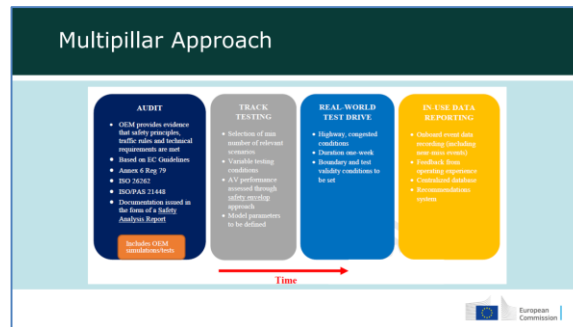 Multipillar Approach
AUDIT
• OEM provides evidence
that safety principles,
traffic rules and technical
requirements are met
• Based on EC Guidelines
• Annex 6 Reg 79
• ISO 26262
• ISO/PAS 21448
• Documentation issued in
the form of a Safety
Analysis Report
Includes OEM
simulations/tests
TRACK
TESTING
• Selection of min
number of relevant
scenarios
• Variable testing
conditions
• AV performance
assessed through
safety envelop
approach
• Model parameters
to be defined
REAL-WORLD
TEST DRIVE
• Highway, congested
conditions
• Duration one-week
• Boundary and test
validity conditions to
be set
IN-USE DATA
REPORTING
• Onboard event data
recording (including
near-miss events)
• Feedback from
operating experience
• Centralized database
• Recommendations
system
Time
European
Commission